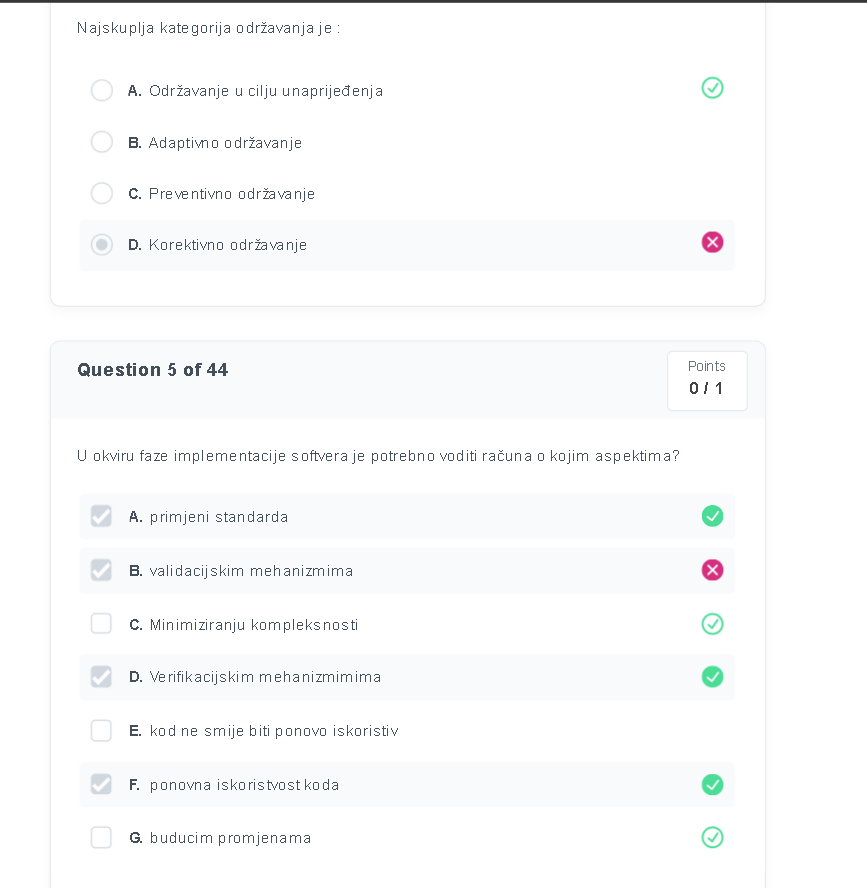 Najskuplja kategorija održavanja je :
A. Održavanje u cilju unaprijeđenja
B. Adaptivno održavanje
C. Preventivno održavanje
D. Korektivno održavanje
Question 5 of 44
Points
0 / 1
U okviru faze implementacije softvera je potrebno voditi računa o kojim aspektima?
A. primjeni standarda
B. validacijskim mehanizmima
C. Minimiziranju kompleksnosti
D. Verifikacijskim mehanizmimima
E. kod ne smije biti ponovo iskoristiv
F. ponovna iskoristvost koda
G. buducim promjenama